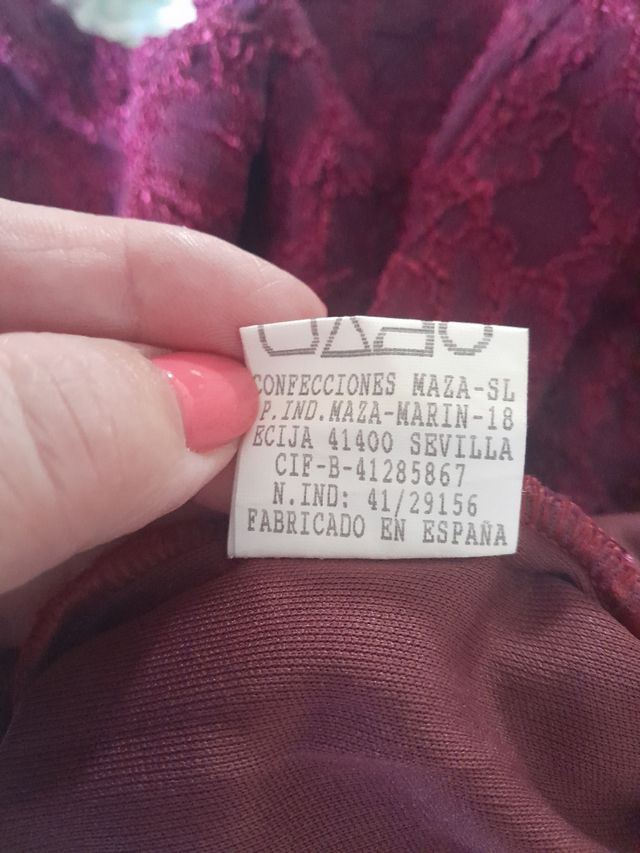 CONFECCIONES MAZA-SL
P.IND.MAZA-MARIN-18
ECIJA 41400 SEVILLA
CIF-B-41285867
N.IND: 41/29156
FABRICADO EN ESPAÑA